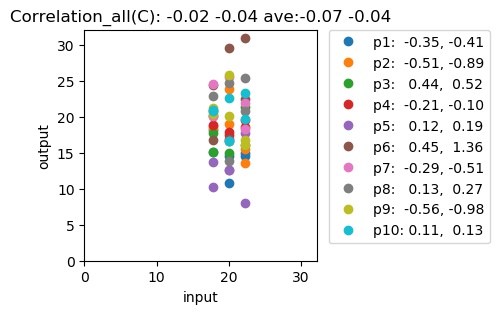 Correlation_all(C): -0.02 -0.04 ave:-0.07 -0.04
output
30
25
20
15
10
5
0
0 10 20 30
input
p1: -0.35, -0.41
p2: -0.51, -0.89
p3: 0.44, 0.52
p4: -0.21, -0.10
p5: 0.12, 0.19
p6: 0.45, 1.36
p7: -0.29, -0.51
p8: 0.13, 0.27
p9: -0.56, -0.98
p10: 0.11, 0.13